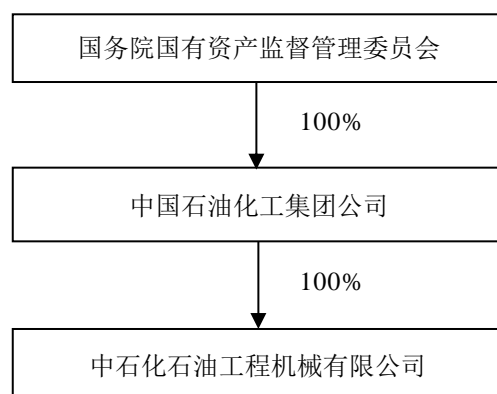 国务院国有资产监督管理委员会
100%
中国石油化工集团公司
100%
中石化石油工程机械有限公司